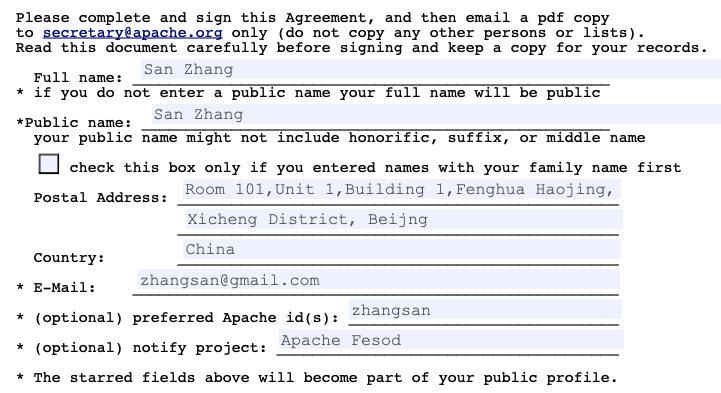 Please complete and sign this Agreement, and then email a pdf copy
to secretary@apache.org only (do not copy any other persons or lists).
Read this document carefully before signing and keep a copy for your records.
Full name: San Zhang
* if you do not enter a public name your full name will be public
*Public name: San Zhang
your public name might not include honorific, suffix, or middle name
check this box only if you entered names with your family name first
Postal Address: Room 101,Unit 1,Building 1,Fenghua Haojing,
Xicheng District, Beijng
Country: China
* E-Mail: zhangsan@gmail.com
* (optional) preferred Apache id(s): zhangsan
* (optional) notify project: Apache Fesod
* The starred fields above will become part of your public profile.